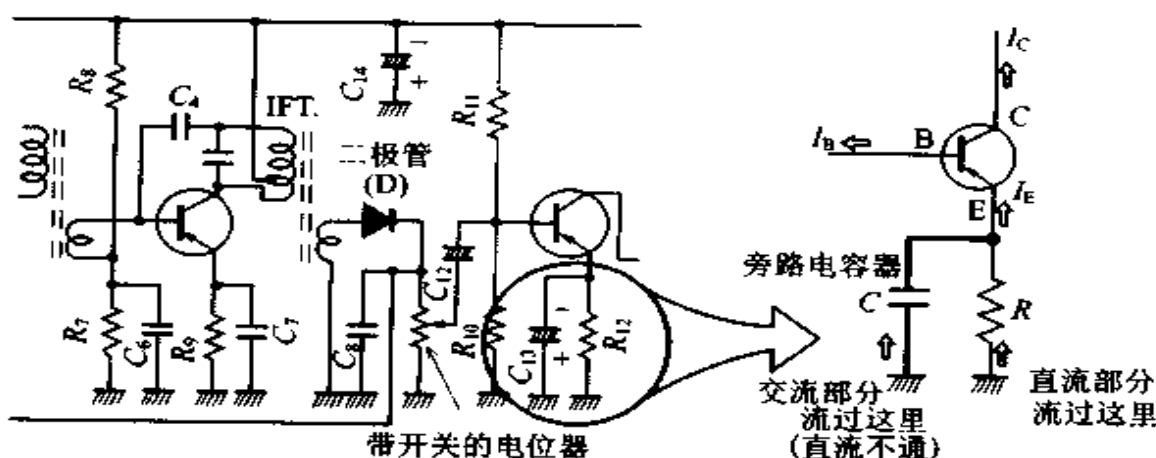 R8
C4
IFT.
C14
−
+
R11
二极管
(D)
C12
R7
C6
R9
C7
C8
R10
C13
−
+
R12
带开关的电位器
IC
C
IB
B
E
IE
旁路电容器
C
R
交流部分
流过这里
(直流不通)
直流部分
流过这里